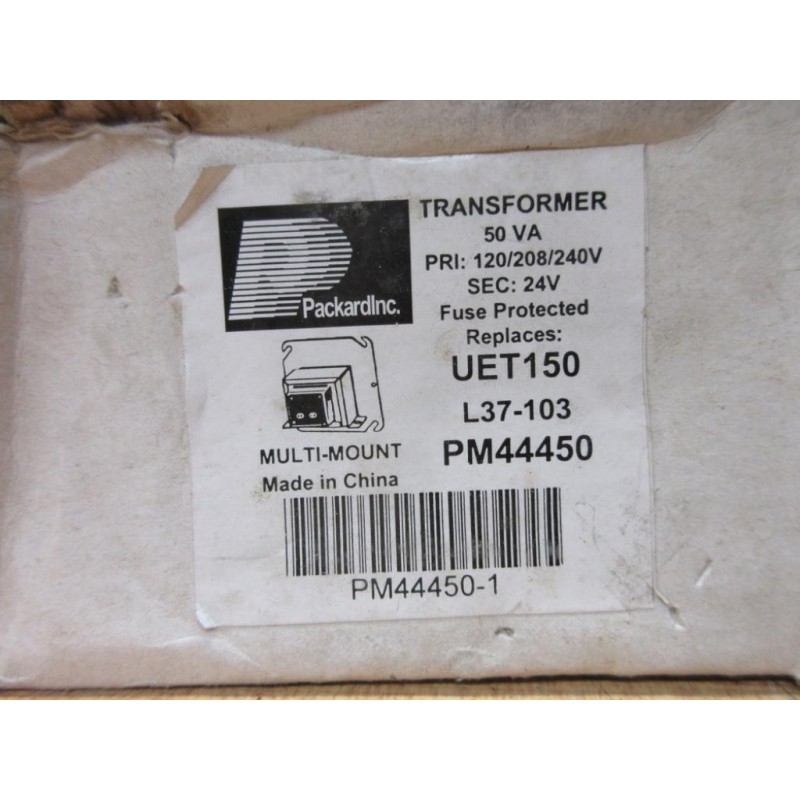 PackardInc.
TRANSFORMER
50 VA
PRI: 120/208/240V
SEC: 24V
Fuse Protected
Replaces:
UET150
L37-103
PM44450
MULTI-MOUNT
Made in China
PM44450-1